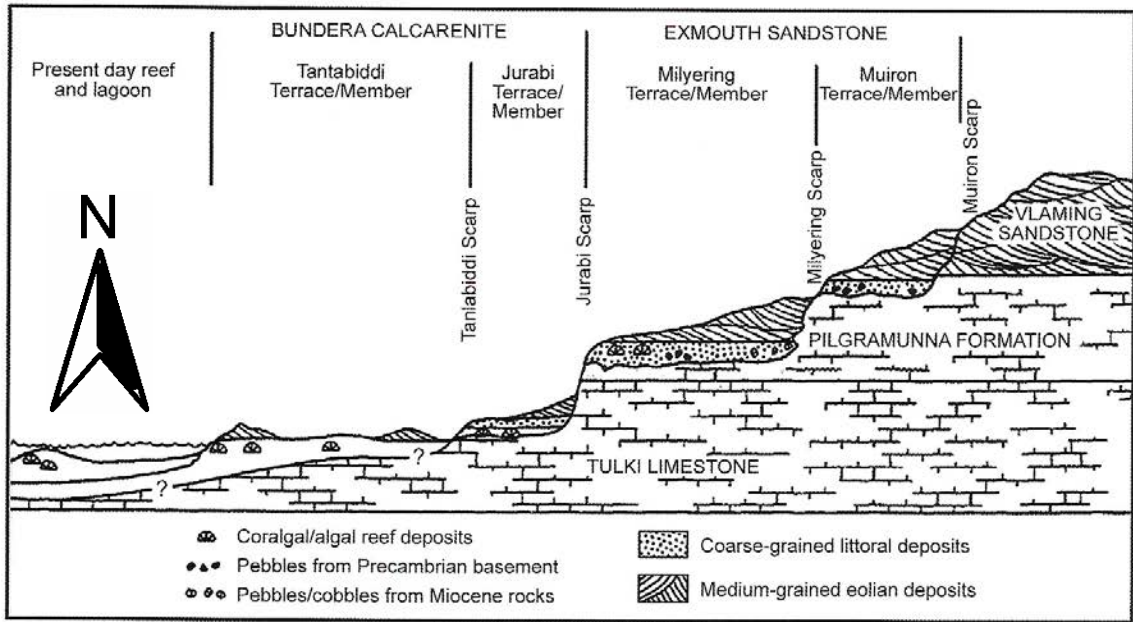 BUNDERA CALCARENITE
EXMOUTH SANDSTONE
Present day reef
and lagoon
Tantabiddi
Terrace/Member
Jurabi
Terrace/
Member
Milyering
Terrace/Member
Muiron
Terrace/Member
N
Tanlabiddi Scarp
Jurabi Scarp
Milyering Scarp
Muiron Scarp
VLAMING
SANDSTONE
PILGRAMUNNA FORMATION
TULKI LIMESTONE
?
?
Coralgal/algal reef deposits
Pebbles from Precambrian basement
Pebbles/cobbles from Miocene rocks
Coarse-grained littoral deposits
Medium-grained eolian deposits